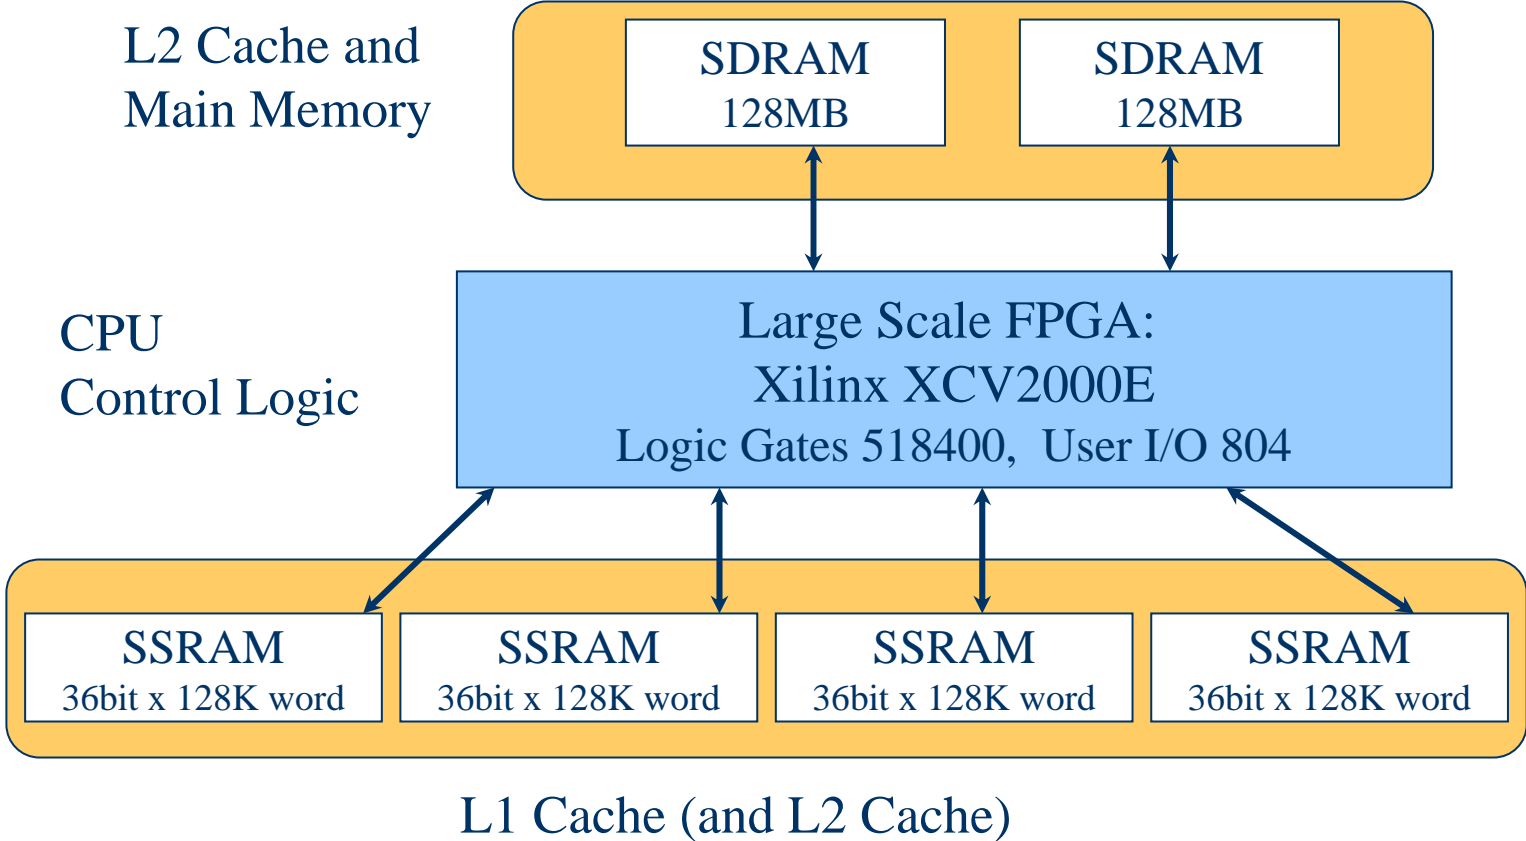 L2 Cache and
Main Memory
SDRAM
128MB
SDRAM
128MB
CPU
Control Logic
Large Scale FPGA:
Xilinx XCV2000E
Logic Gates 518400,  User I/O 804
SSRAM
36bit x 128K word
SSRAM
36bit x 128K word
SSRAM
36bit x 128K word
SSRAM
36bit x 128K word
L1 Cache (and L2 Cache)